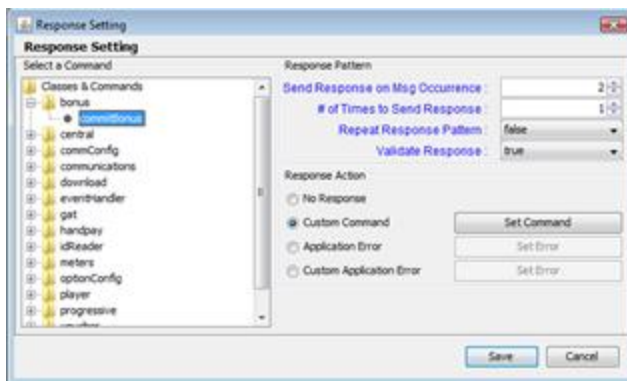 Response Setting
Response Setting
Select a Command
Classes & Commands
bonus
commitBonus
central
commConfig
communications
download
eventHandler
gat
handpay
idReader
meters
optionConfig
player
progressive
voucher
Response Pattern
Send Response on Msg Occurrence : 2
# of Times to Send Response : 1
Repeat Response Pattern : false
Validate Response : true
Response Action
No Response
Custom Command Set Command
Application Error Set Error
Custom Application Error Set Error
Save Cancel